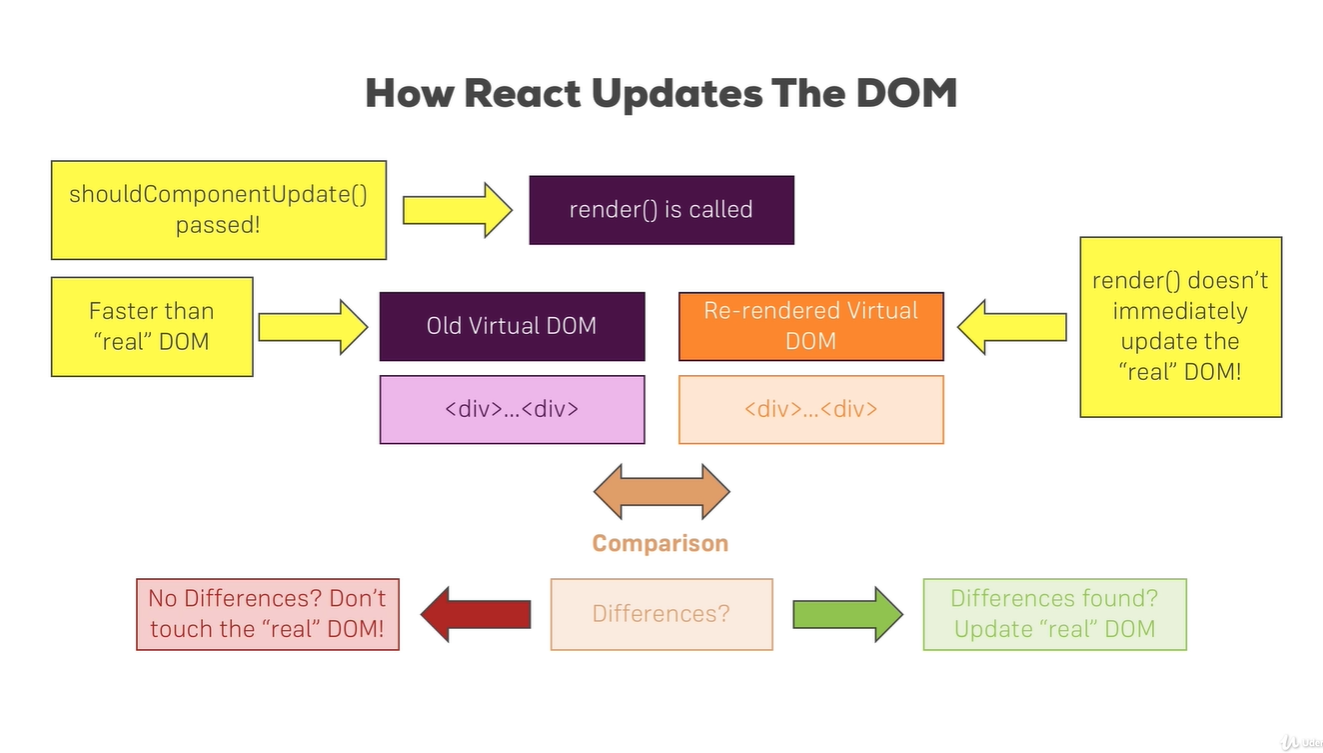 How React Updates The DOM
shouldComponentUpdate()
passed!
render() is called
Faster than
“real” DOM
Old Virtual DOM
<div>...<div>
Re-rendered Virtual
DOM
<div>...<div>
render() doesn’t
immediately
update the
“real” DOM!
Comparison
No Differences? Don’t
touch the “real” DOM!
Differences?
Differences found?
Update “real” DOM